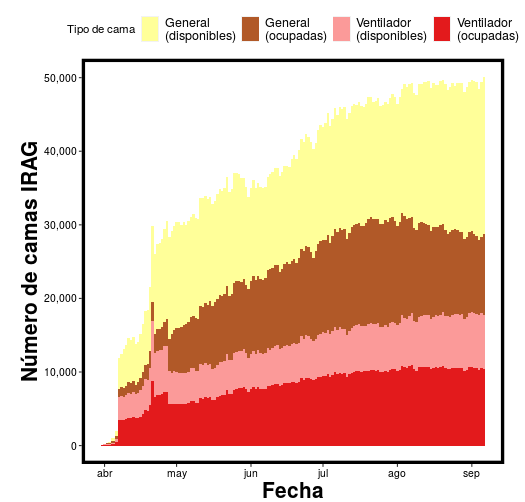 Tipo de cama
General
(disponibles)
General
(ocupadas)
Ventilador
(disponibles)
Ventilador
(ocupadas)
Número de camas IRAG
50,000
40,000
30,000
20,000
10,000
0
abr
may
jun
jul
ago
sep
Fecha